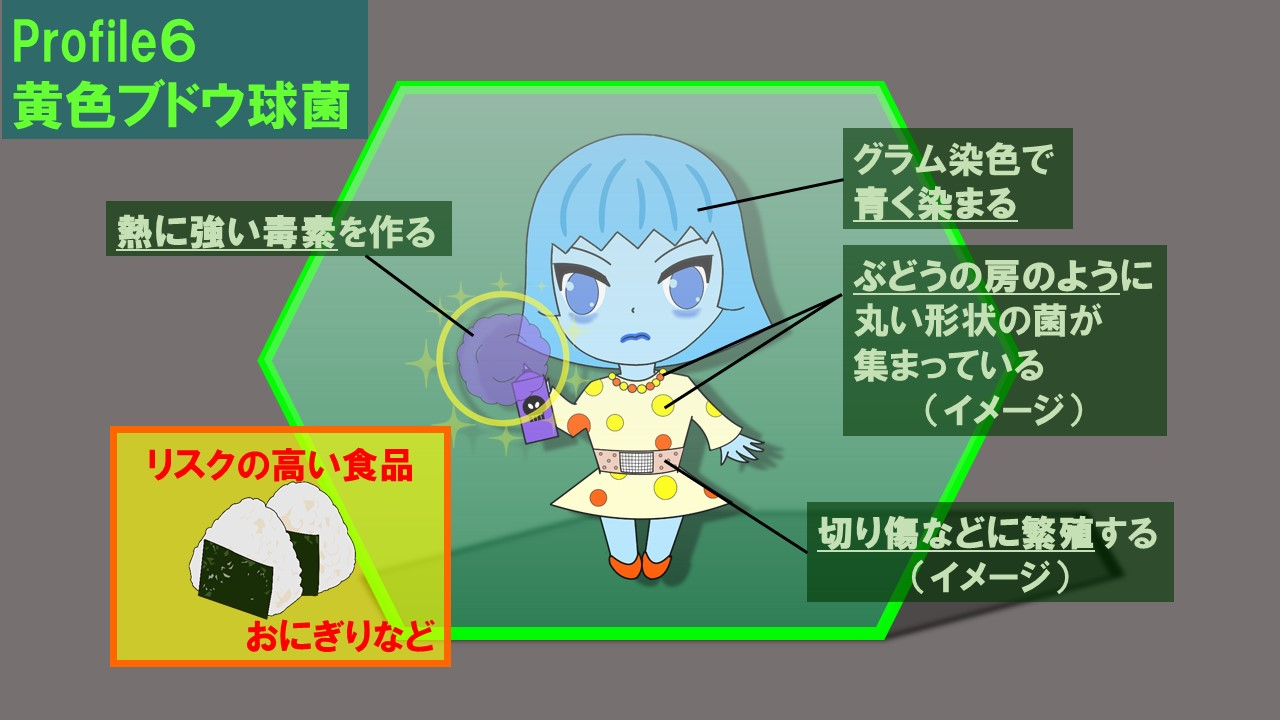 Profile6
黄色ブドウ球菌
グラム染色で
青く染まる
熱に強い毒素を作る
ぶどうの房のように
丸い形状の菌が
集まっている
（イメージ）
リスクの高い食品
おにぎりなど
切り傷などに繁殖する
（イメージ）